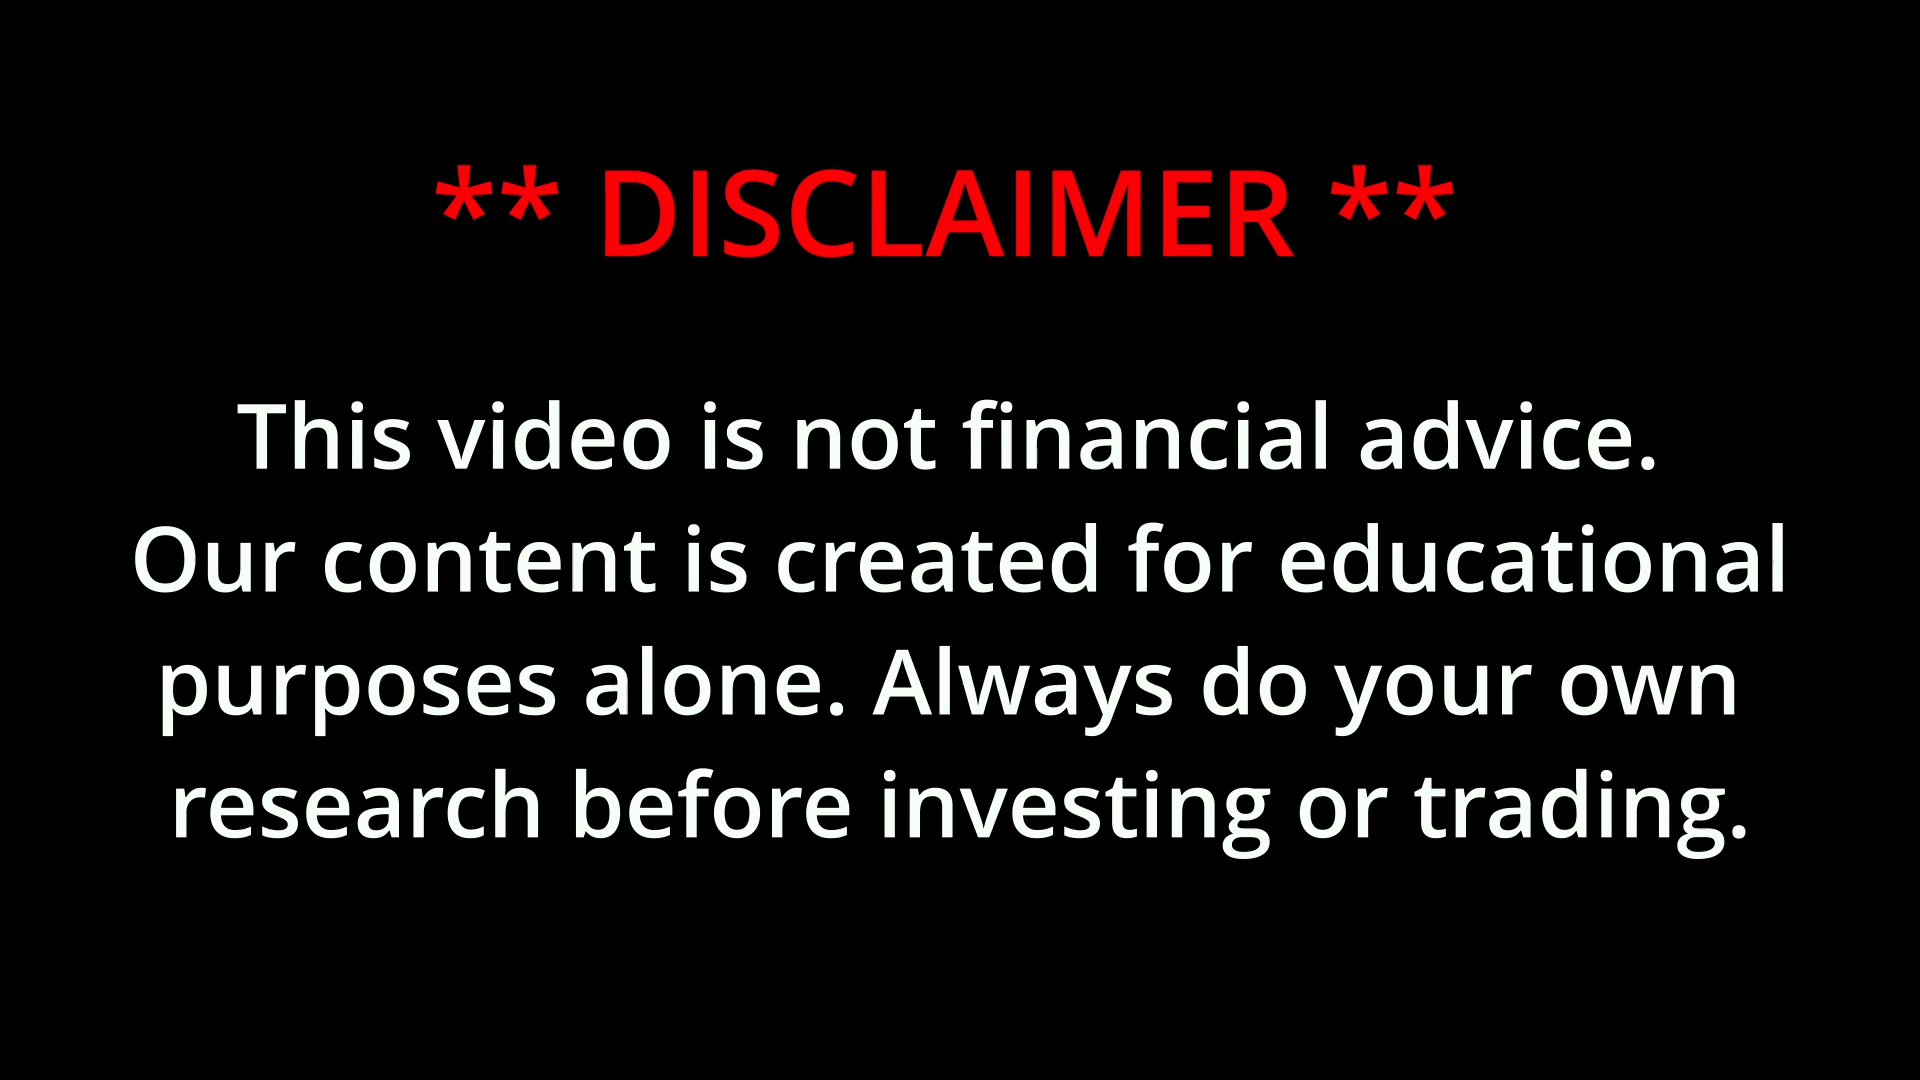 ** DISCLAIMER **
This video is not financial advice.
Our content is created for educational
purposes alone. Always do your own
research before investing or trading.